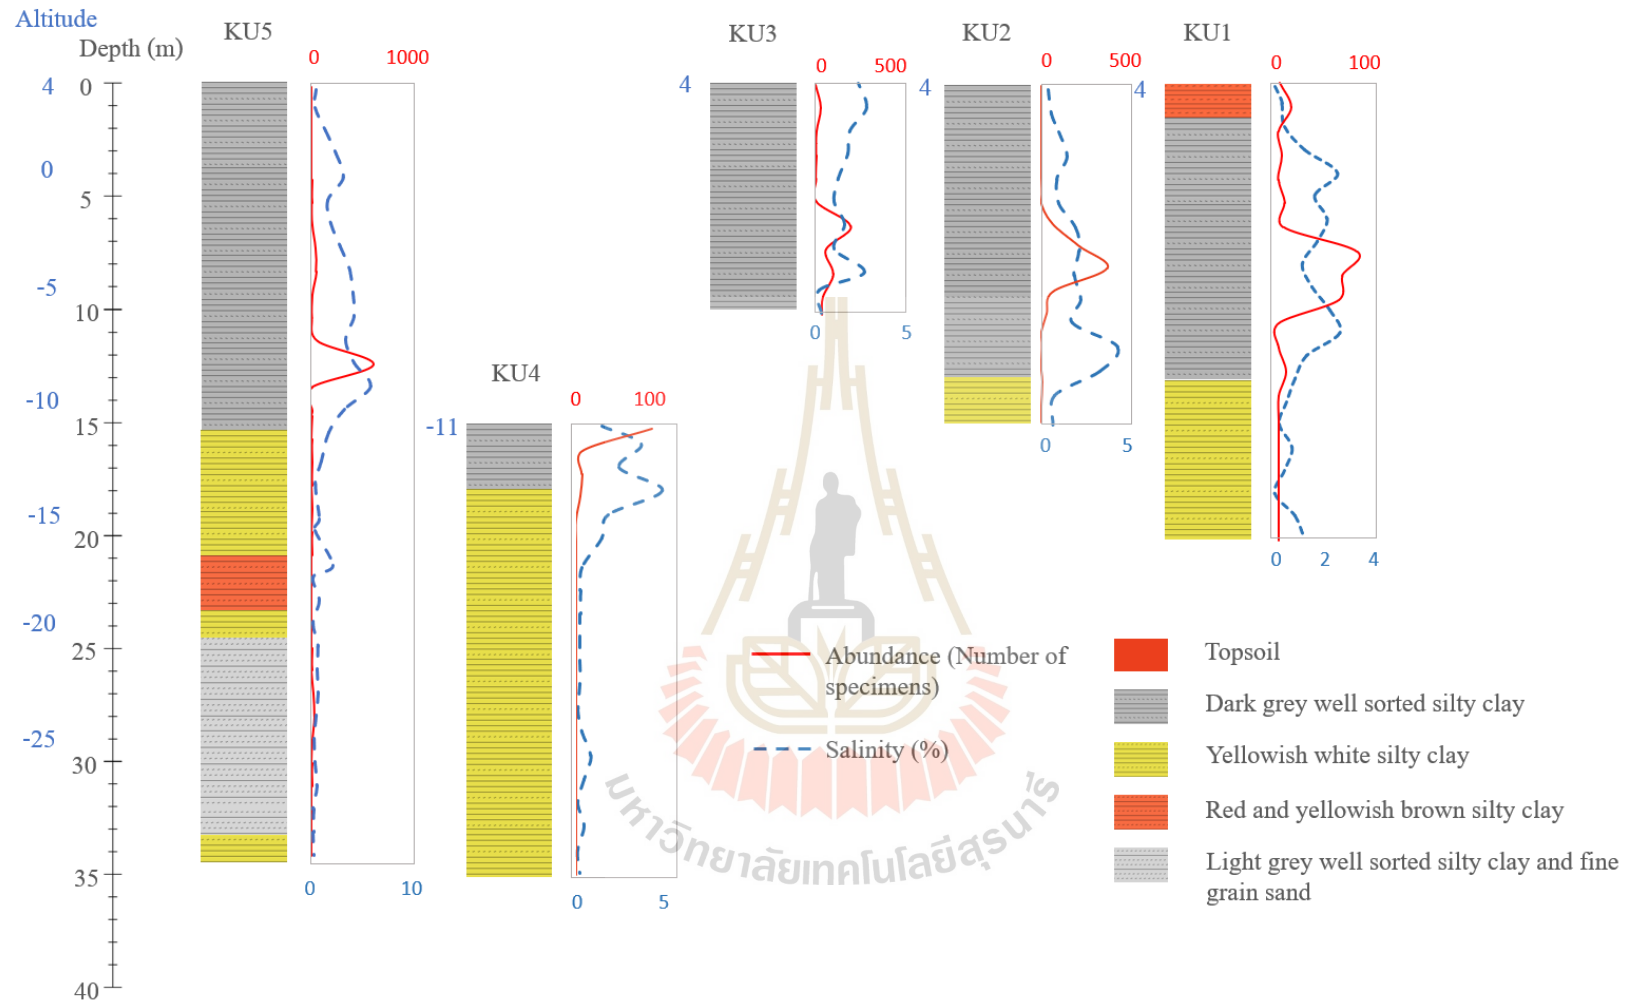 Altitude
Depth (m)
KU5
KU3
KU2
KU1
0 1000
0 500
0 500
0 100
4
0
4
4
4
0
5
-5
10
0 5
KU4
0 100
-10
15
-11
0 5
-15
20
0 2 4
-20
25
-25
30
35
0 10
0 5
40
Abundance (Number of
specimens)
Salinity (%)
Topsoil
Dark grey well sorted silty clay
Yellowish white silty clay
Red and yellowish brown silty clay
Light grey well sorted silty clay and fine
grain sand
มหาวิทยาลัยเทคโนโลยีสุรนารี